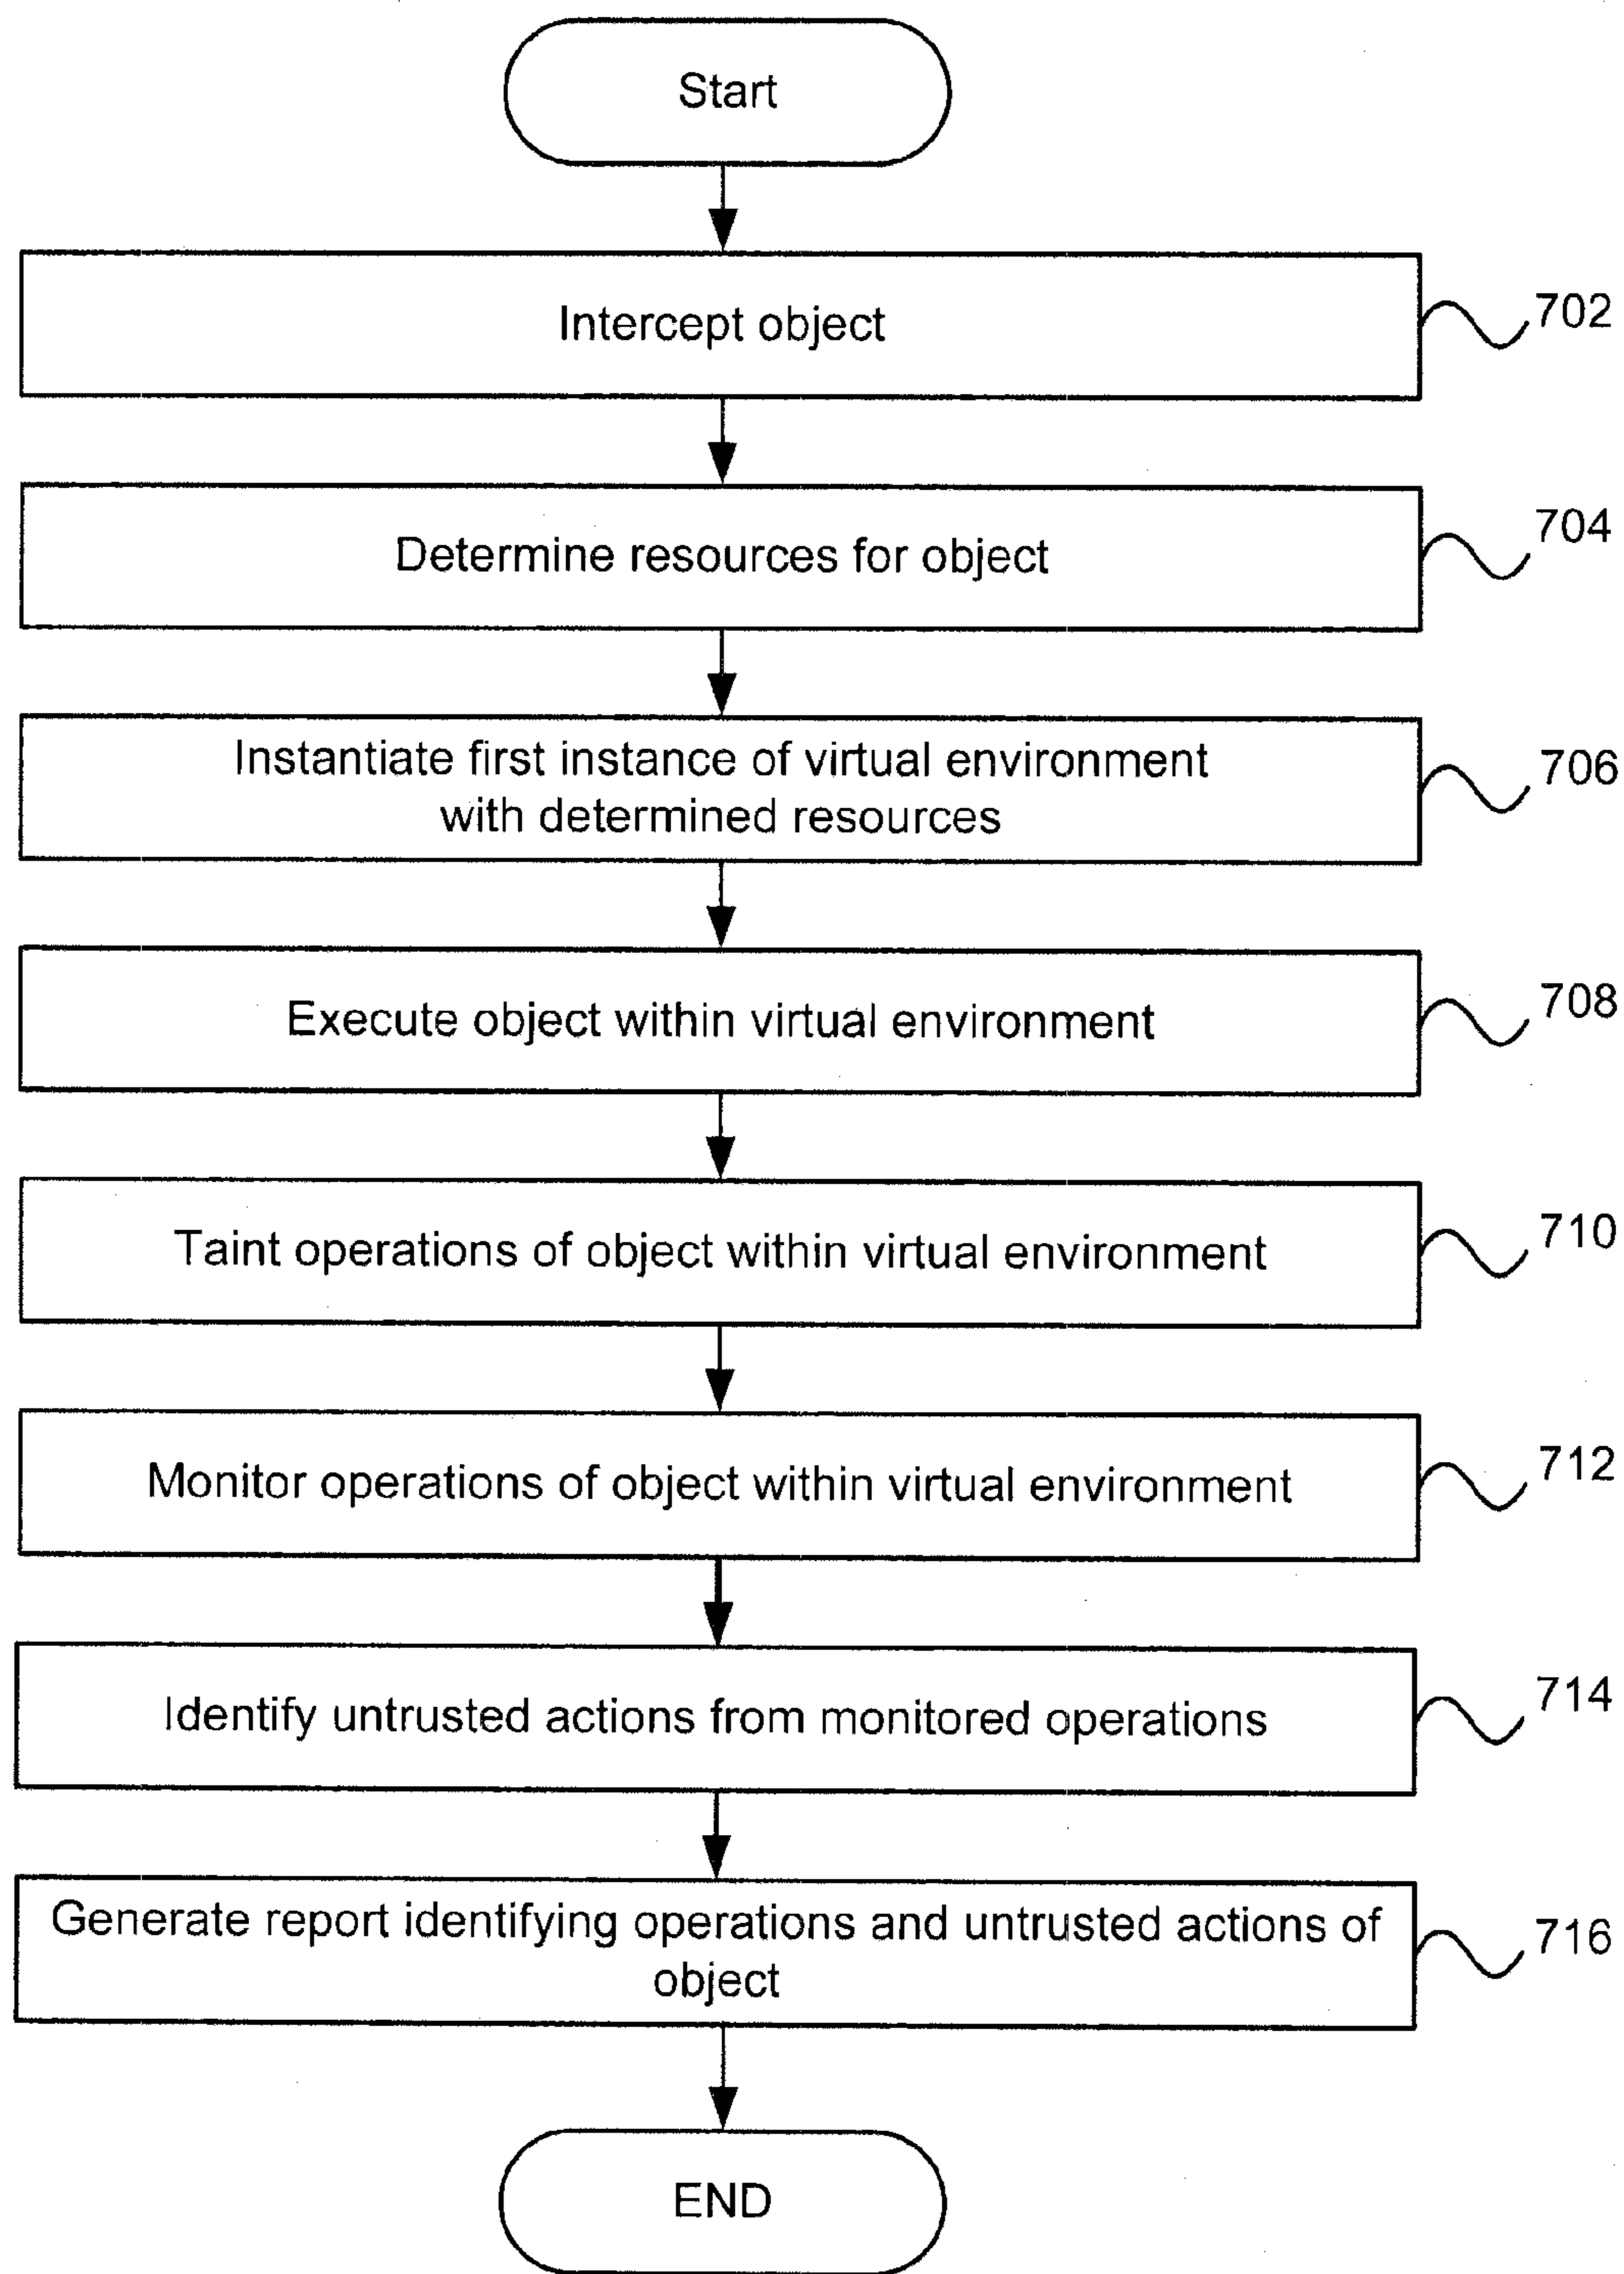 Start
Intercept object
702
Determine resources for object
704
Instantiate first instance of virtual environment
with determined resources
706
Execute object within virtual environment
708
Taint operations of object within virtual environment
710
Monitor operations of object within virtual environment
712
Identify untrusted actions from monitored operations
714
Generate report identifying operations and untrusted actions of
object
716
END